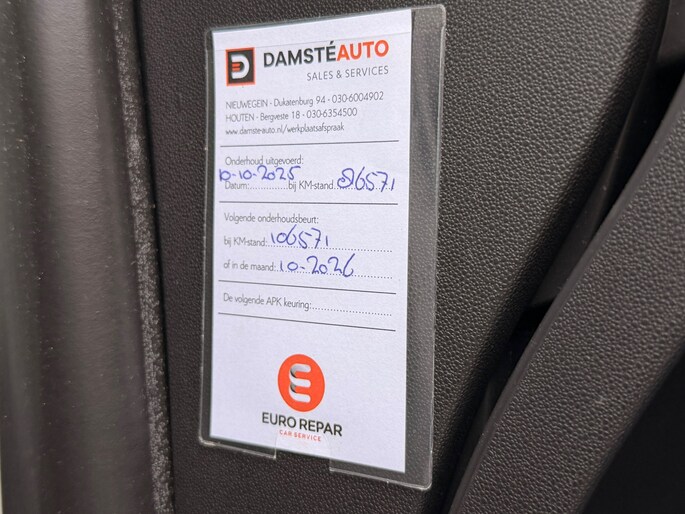 DAMSTÉAUTO
SALES & SERVICES
NIEUWEGEIN - Dukatenburg 94 - 030-6004902
HOUTEN - Bergveste 18 - 030-6354500
www.damste-auto.nl/werkplaatsafspraak
Onderhoud uitgevoerd:
Datum: 10-10-2025 bij KM-stand: 86571
Volgende onderhoudsbeurt:
bij KM-stand: 106571
of in de maand: 10-2026
De volgende APK keuring:
EURO REPAR
CAR SERVICE